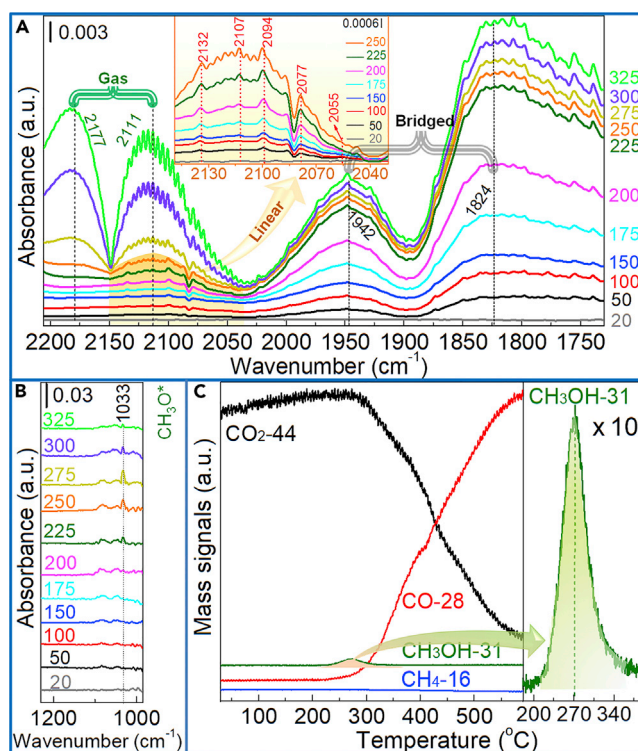 A
0.003
Gas
2177
2111
2132
2107
2094
2077
2055
0.00061
250
225
200
175
150
100
50
20
2130
2100
2070
2040
Linear
Bridged
1942
1824
325
300
275
250
225
200
175
150
100
50
20
Absorbance (a.u.)
2200 2150 2100 2050 2000 1950 1900 1850 1800 1750
Wavenumber (cm⁻¹)
B
0.03
1033
CH₃O*
325
300
275
250
225
200
175
150
100
50
20
Absorbance (a.u.)
1200 1000
Wavenumber (cm⁻¹)
C
CO₂-44
CO-28
CH₃OH-31
CH₄-16
CH₃OH-31
x 10
Mass signals (a.u.)
100 200 300 400 500 200 270 340
Temperature (°C)